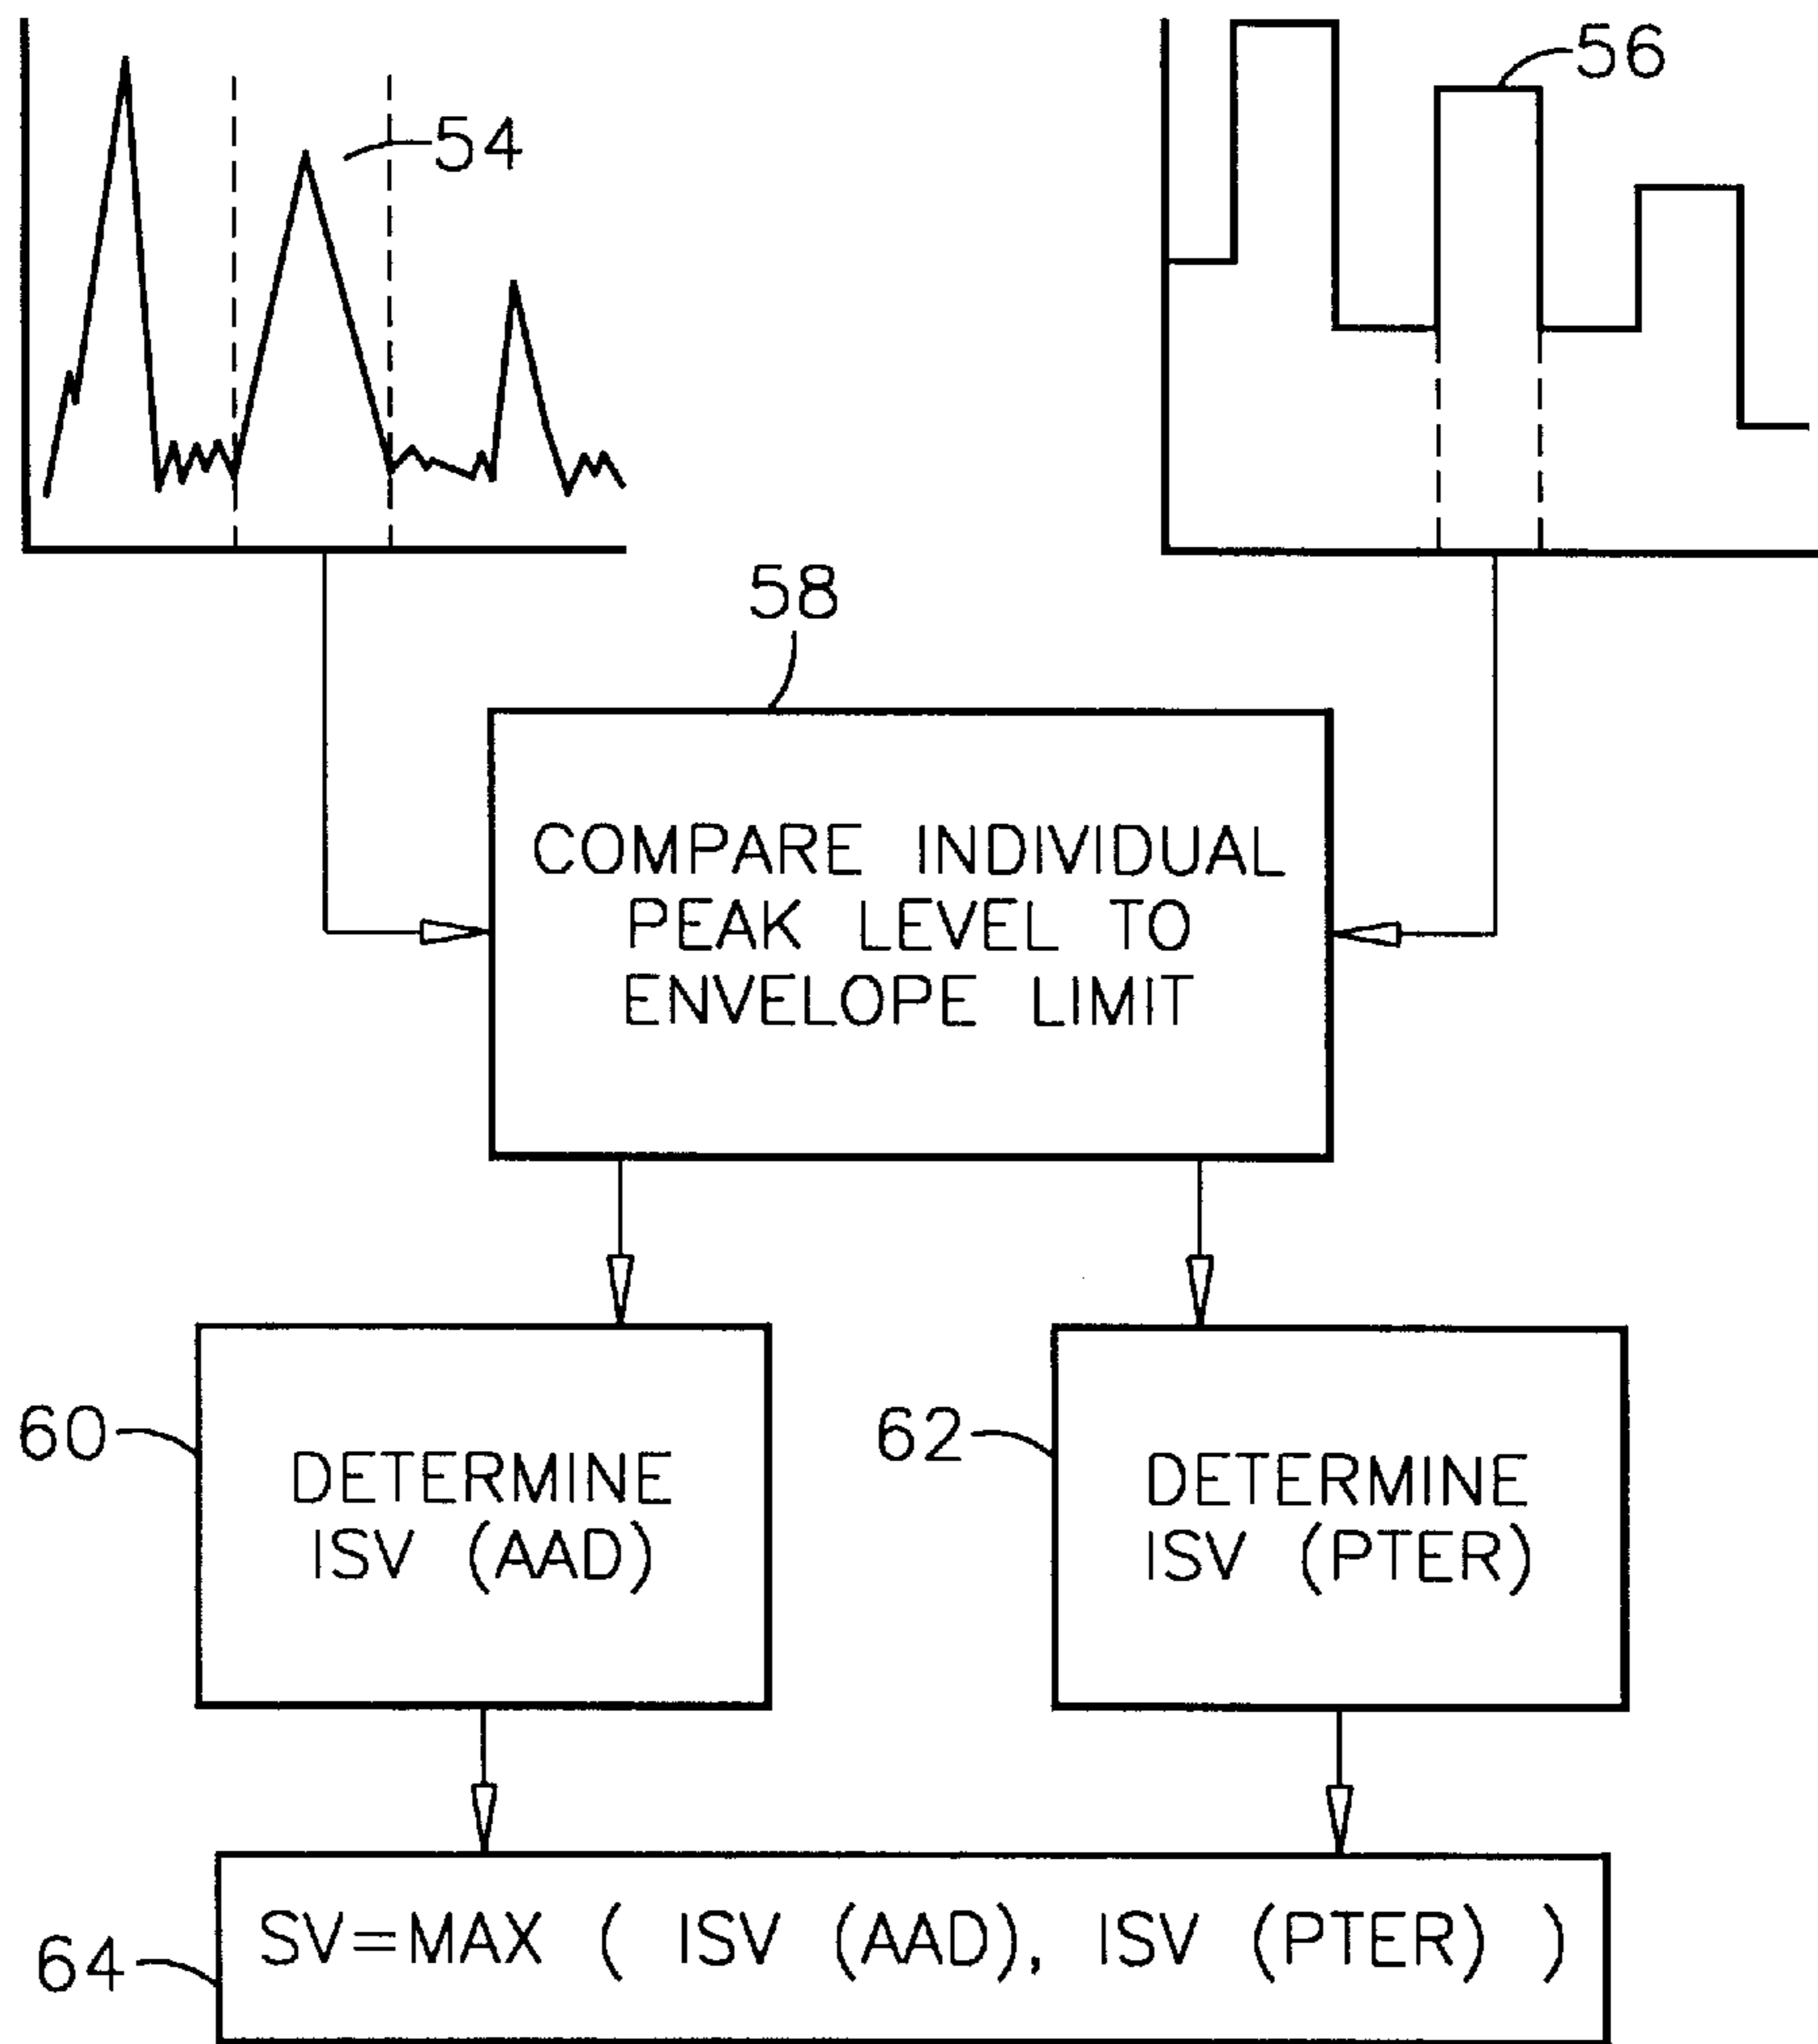 54
56
58
COMPARE INDIVIDUAL
PEAK LEVEL TO
ENVELOPE LIMIT
60
DETERMINE
ISV (AAD)
62
DETERMINE
ISV (PTER)
64
SV=MAX ( ISV (AAD), ISV (PTER) )